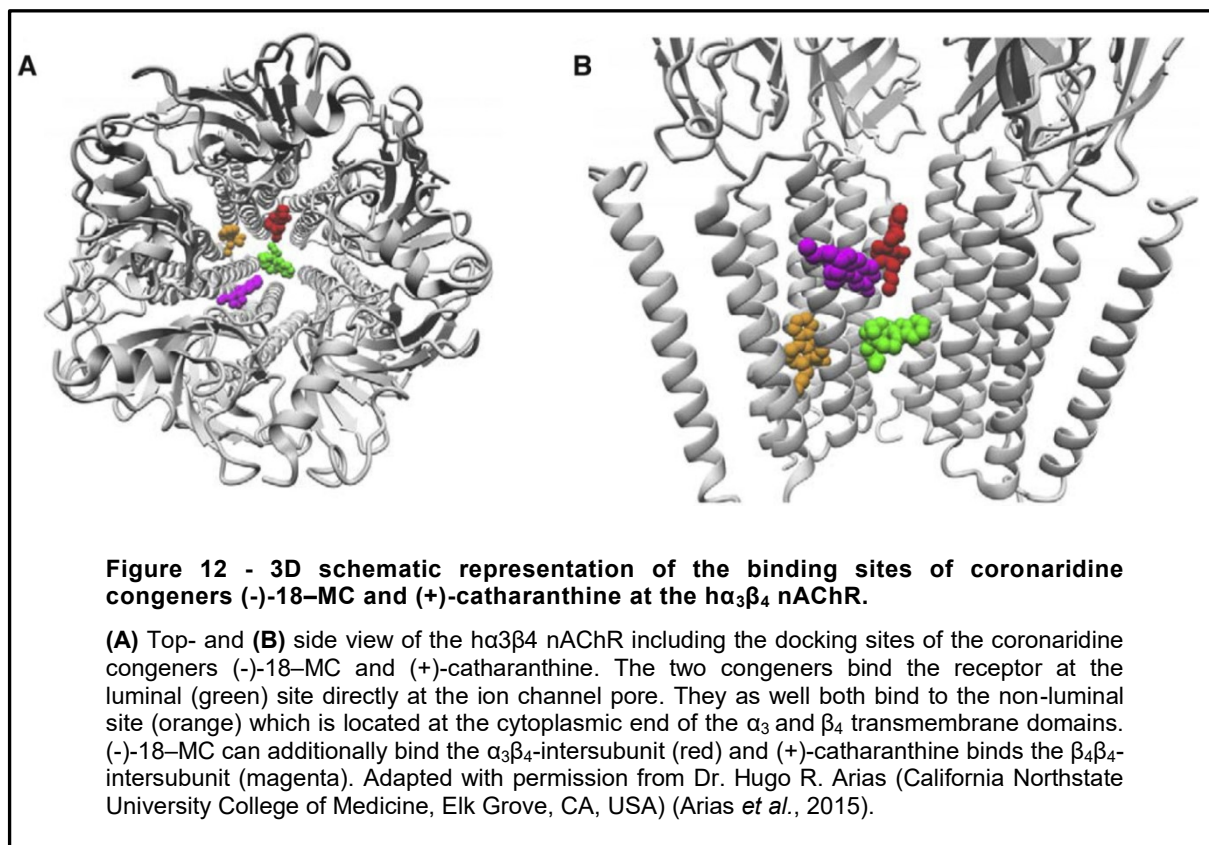 A
B
Figure 12 - 3D schematic representation of the binding sites of coronaridine
congeners (-)-18–MC and (+)-catharanthine at the hα₃β₄ nAChR.
(A) Top- and (B) side view of the hα3β4 nAChR including the docking sites of the coronaridine
congeners (-)-18–MC and (+)-catharanthine. The two congeners bind the receptor at the
luminal (green) site directly at the ion channel pore. They as well both bind to the non-luminal
site (orange) which is located at the cytoplasmic end of the α₃ and β₄ transmembrane domains.
(-)-18–MC can additionally bind the α₃β₄-intersubunit (red) and (+)-catharanthine binds the β₄β₄-
intersubunit (magenta). Adapted with permission from Dr. Hugo R. Arias (California Northstate
University College of Medicine, Elk Grove, CA, USA) (Arias et al., 2015).